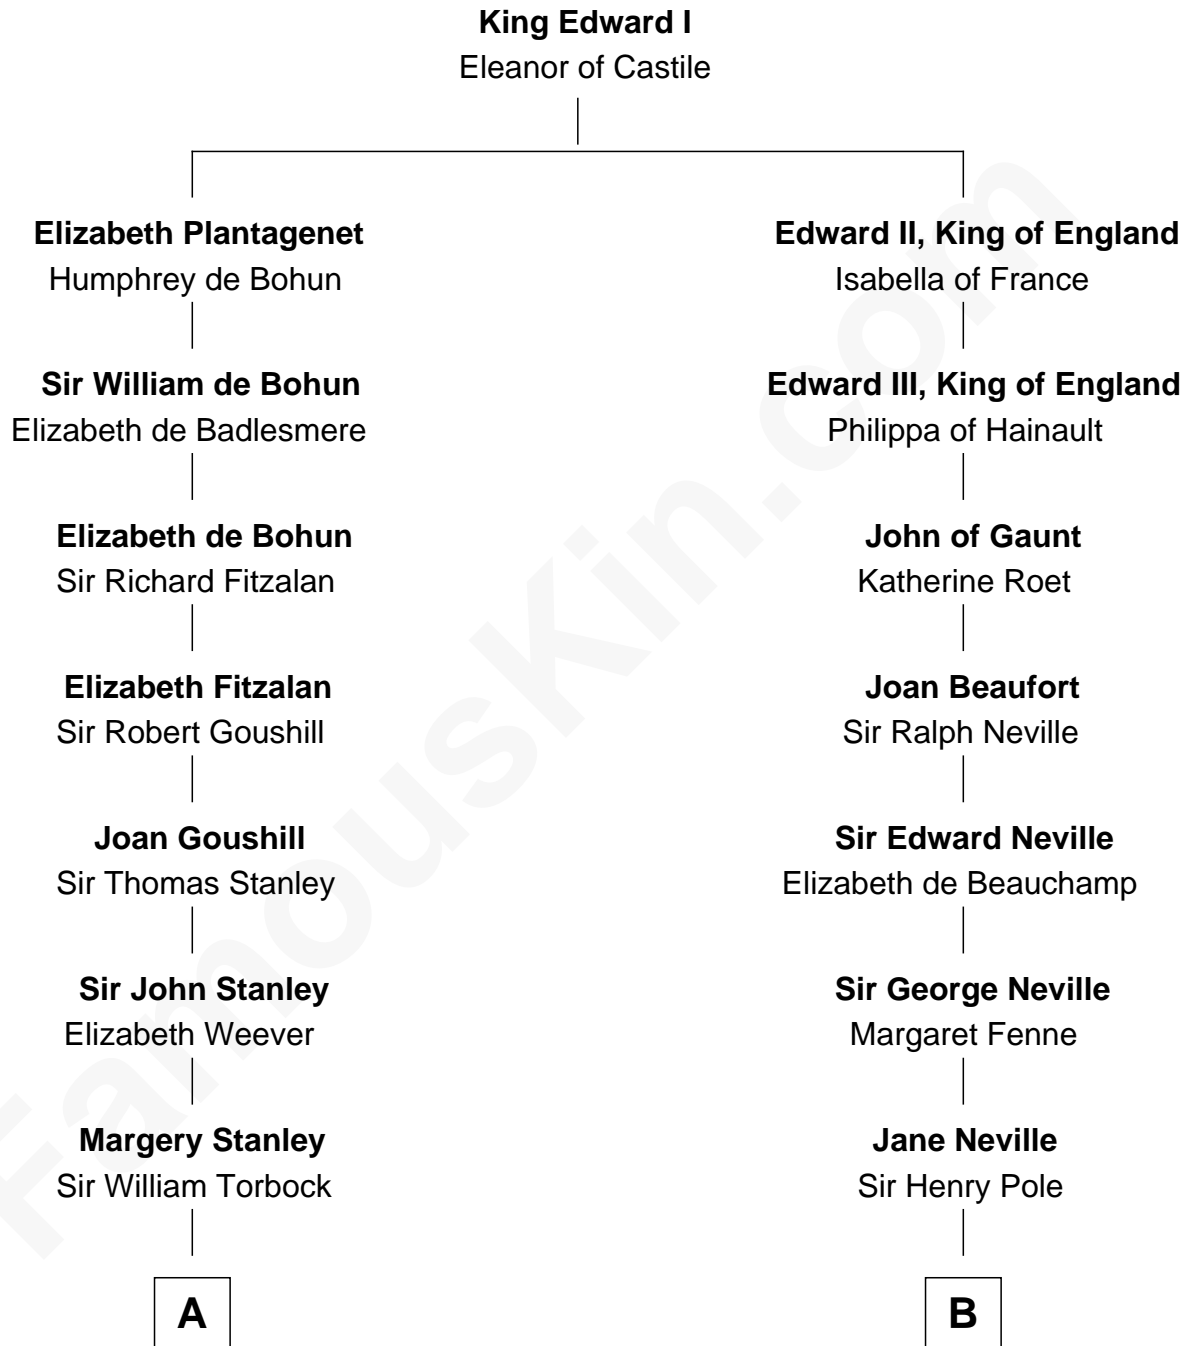 King Edward I
Eleanor of Castile
Elizabeth Plantagenet
Humphrey de Bohun
Edward II, King of England
Isabella of France
Sir William de Bohun
Elizabeth de Badlesmere
Edward III, King of England
Philippa of Hainault
Elizabeth de Bohun
Sir Richard Fitzalan
John of Gaunt
Katherine Roet
Elizabeth Fitzalan
Sir Robert Goushill
Joan Beaufort
Sir Ralph Neville
Joan Goushill
Sir Thomas Stanley
Sir Edward Neville
Elizabeth de Beauchamp
Sir John Stanley
Elizabeth Weever
Sir George Neville
Margaret Fenne
Margery Stanley
Sir William Torbock
Jane Neville
Sir Henry Pole
A
B
FamousKin.com